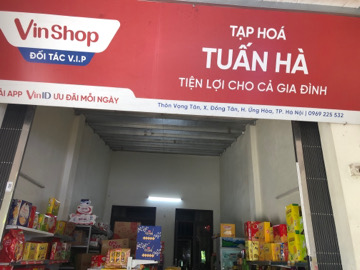 VinShop
ĐỐI TÁC V.I.P
ẢI APP VinID ƯU ĐÃI MỖI NGÀY
TẠP HOÁ
TUẤN HÀ
TIỆN LỢI CHO CẢ GIA ĐÌNH
Thôn Vọng Tân, X. Đồng Tân, H. Ứng Hòa, TP. Hà Nội | 0969 225 532